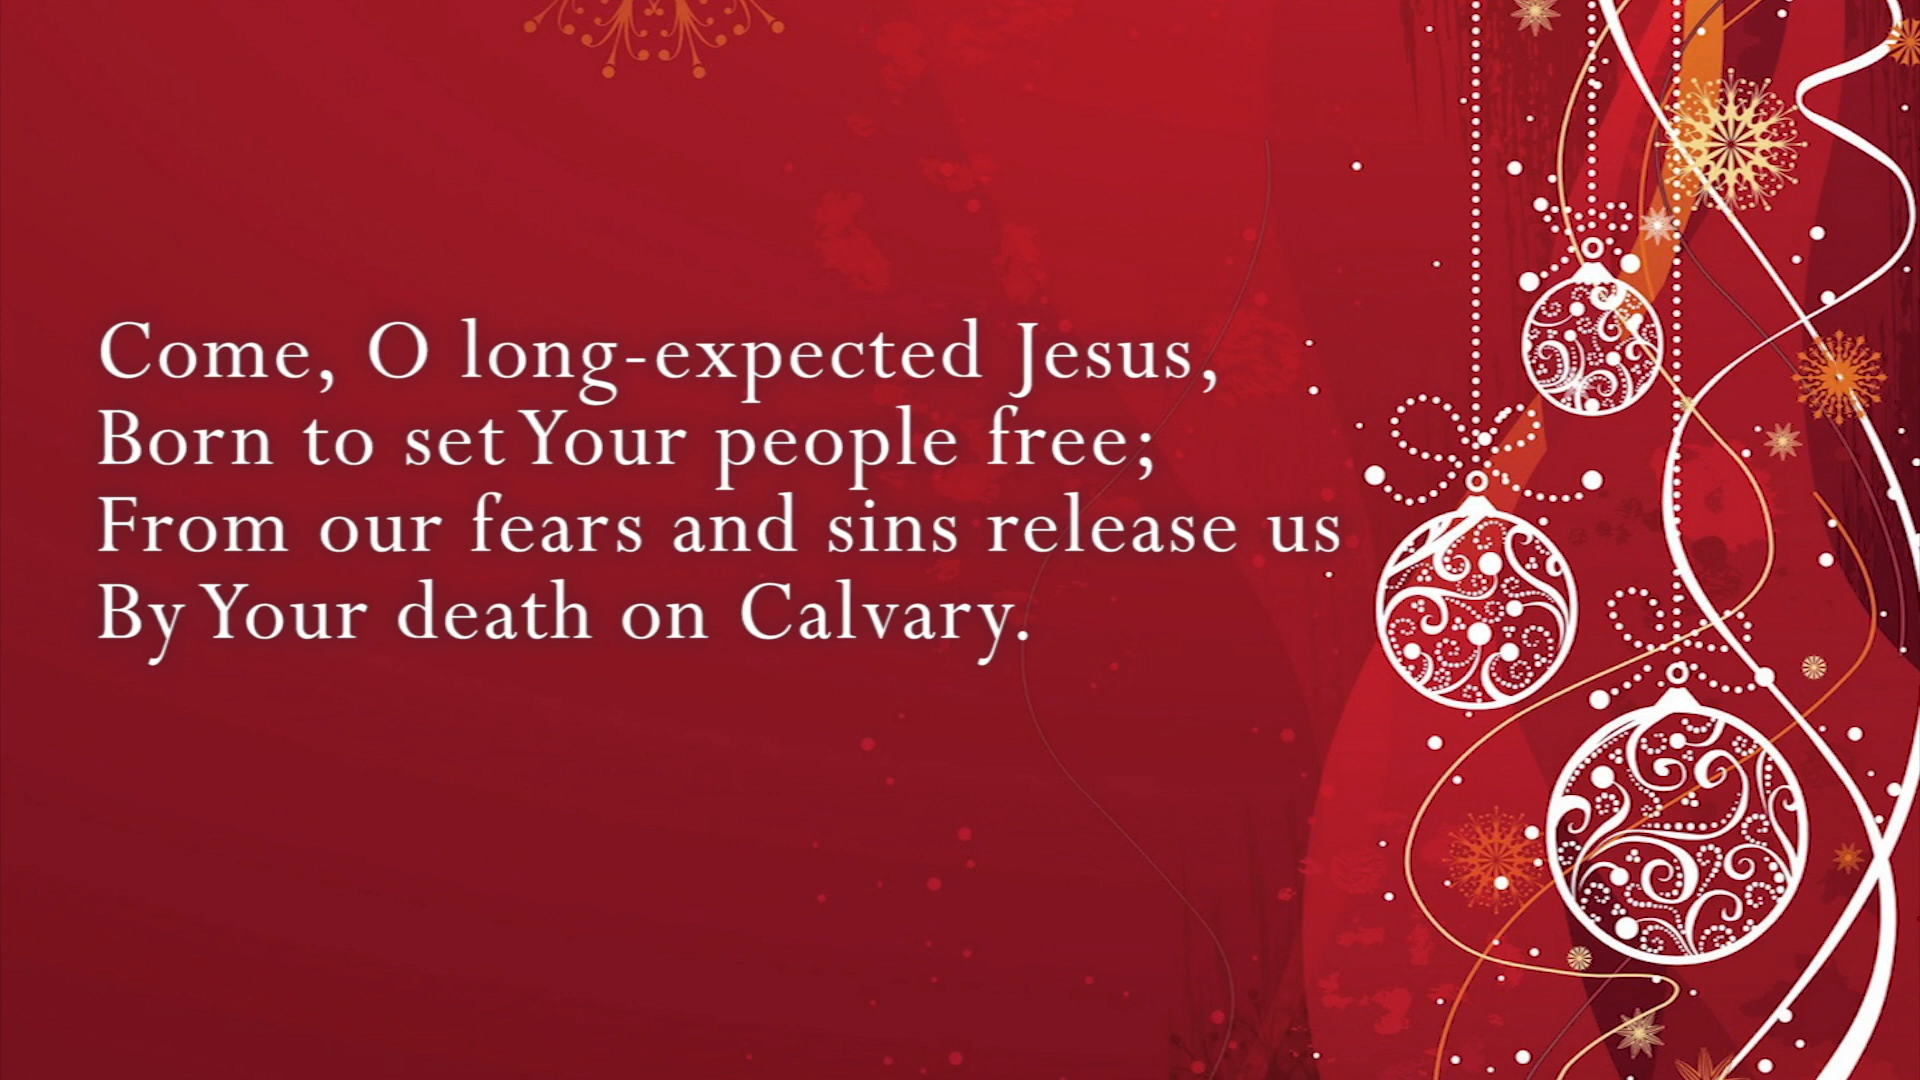 Come, O long-expected Jesus,
Born to set Your people free;
From our fears and sins release us
By Your death on Calvary.